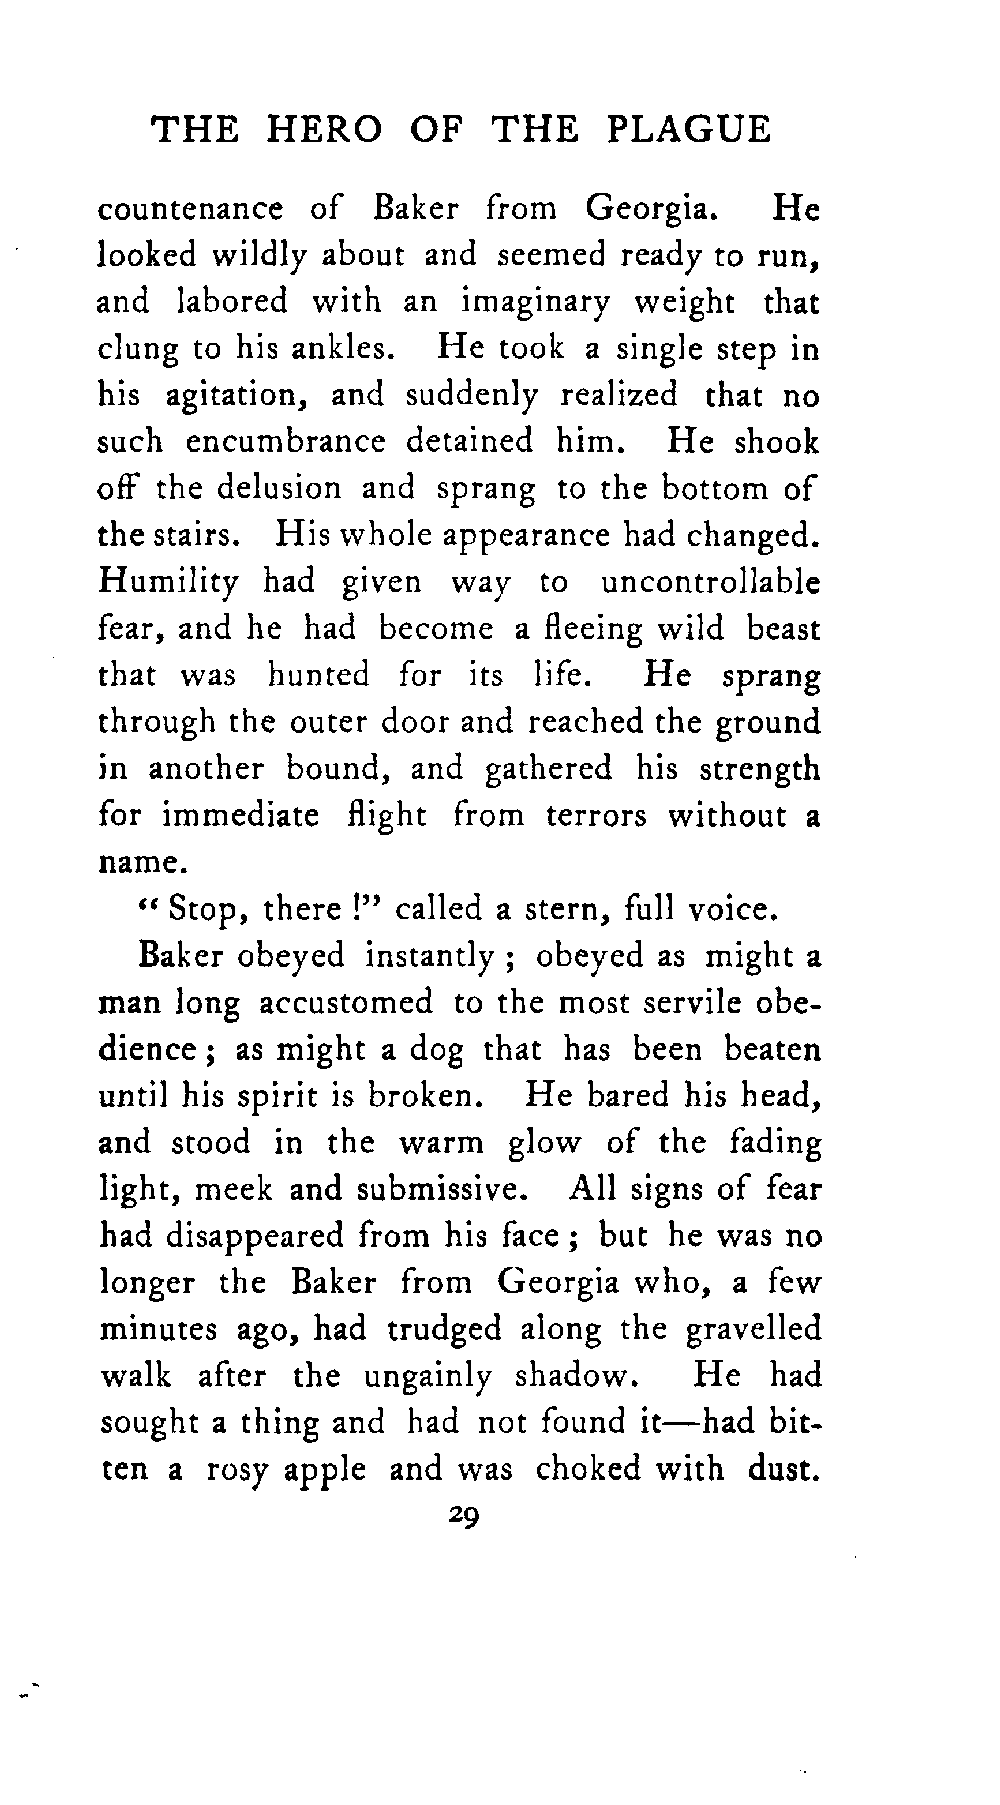 THE HERO OF THE PLAGUE
countenance of Baker from Georgia. He
looked wildly about and seemed ready to run,
and labored with an imaginary weight that
clung to his ankles. He took a single step in
his agitation, and suddenly realized that no
such encumbrance detained him. He shook
off the delusion and sprang to the bottom of
the stairs. His whole appearance had changed.
Humility had given way to uncontrollable
fear, and he had become a fleeing wild beast
that was hunted for its life. He sprang
through the outer door and reached the ground
in another bound, and gathered his strength
for immediate flight from terrors without a
name.
“ Stop, there !” called a stern, full voice.
Baker obeyed instantly ; obeyed as might a
man long accustomed to the most servile obe-
dience ; as might a dog that has been beaten
until his spirit is broken. He bared his head,
and stood in the warm glow of the fading
light, meek and submissive. All signs of fear
had disappeared from his face ; but he was no
longer the Baker from Georgia who, a few
minutes ago, had trudged along the gravelled
walk after the ungainly shadow. He had
sought a thing and had not found it—had bit-
ten a rosy apple and was choked with dust.
29